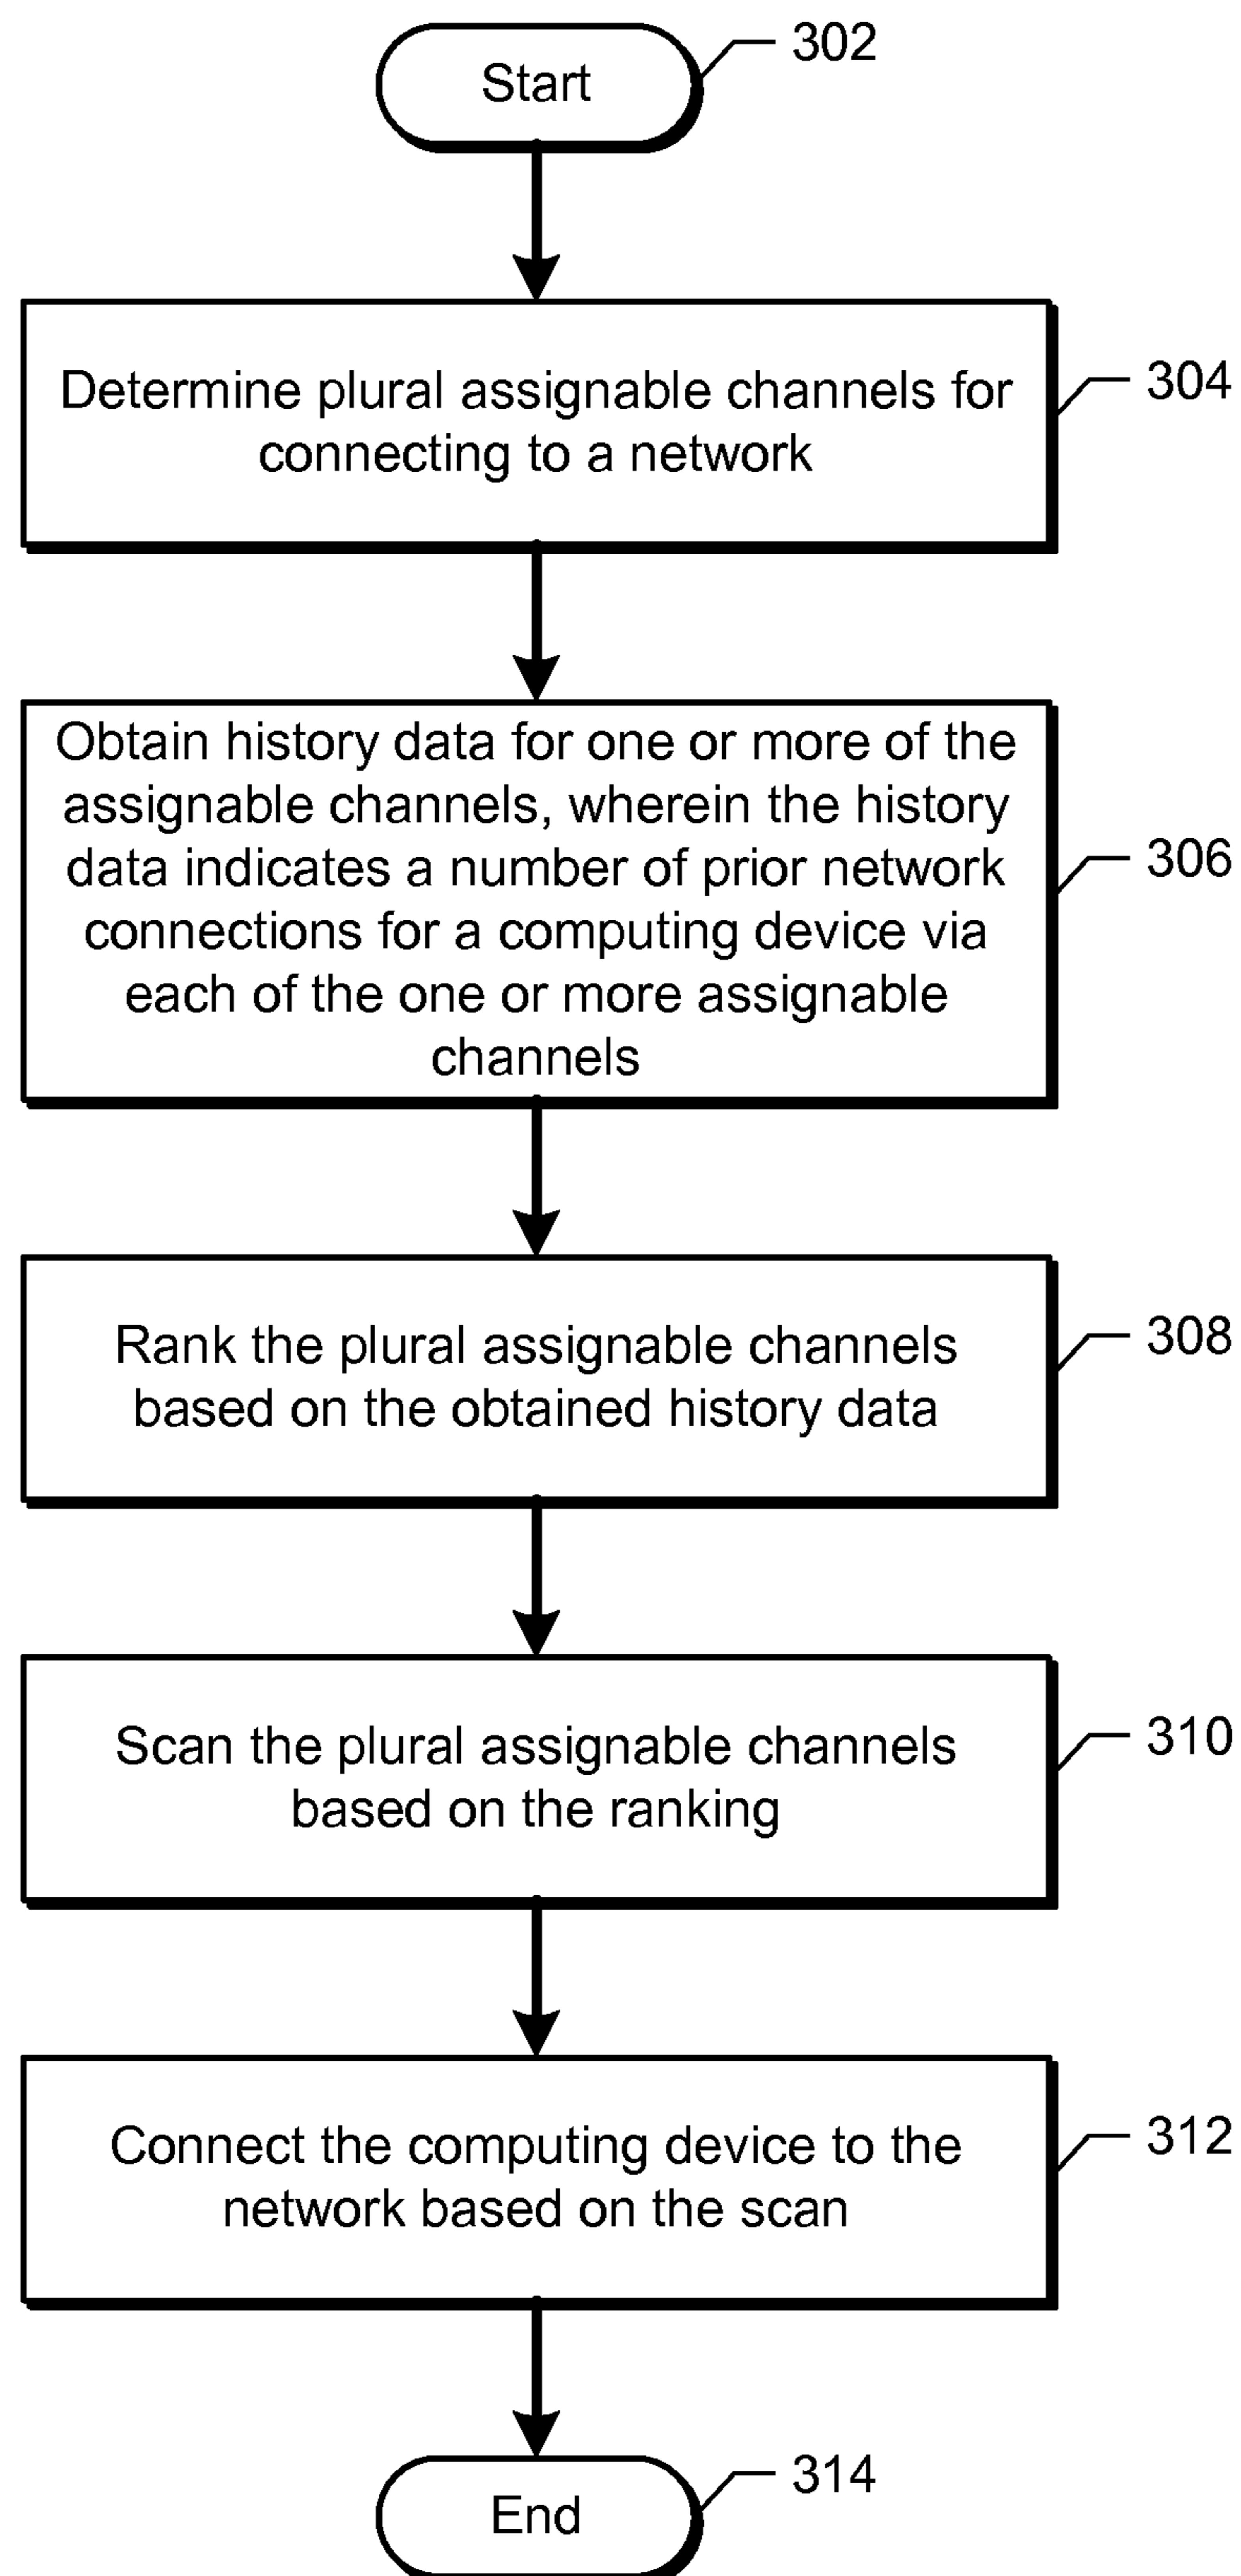 Start
302
Determine plural assignable channels for
connecting to a network
304
Obtain history data for one or more of the
assignable channels, wherein the history
data indicates a number of prior network
connections for a computing device via
each of the one or more assignable
channels
306
Rank the plural assignable channels
based on the obtained history data
308
Scan the plural assignable channels
based on the ranking
310
Connect the computing device to the
network based on the scan
312
End
314